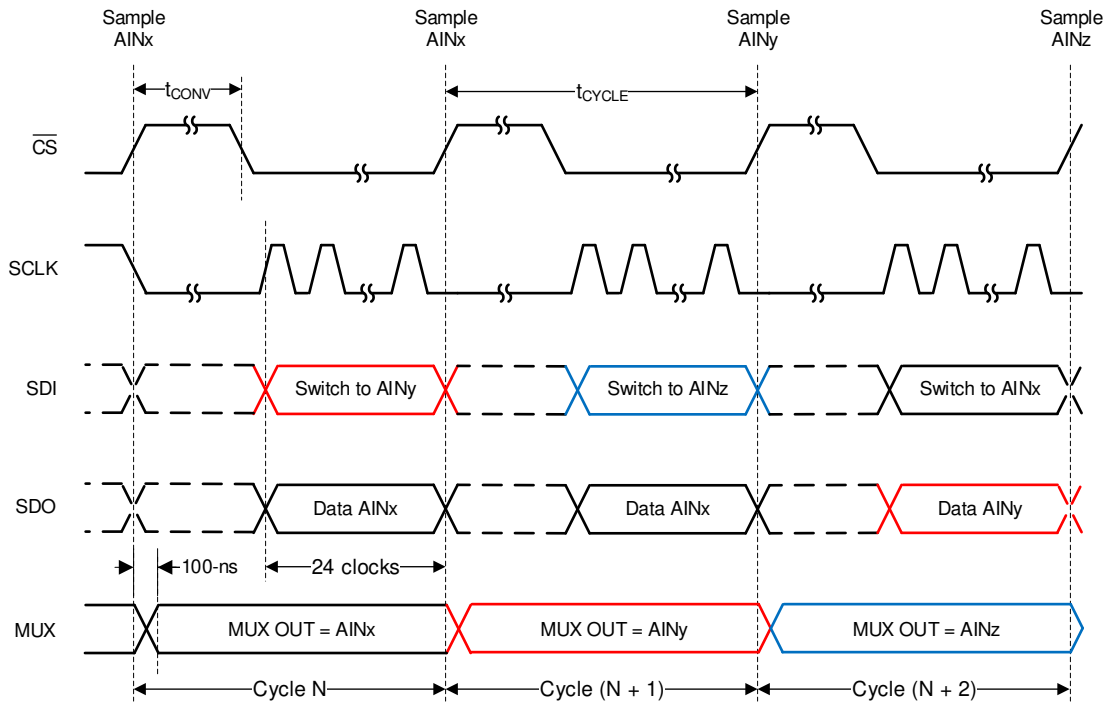 Sample
AINx
Sample
AINx
Sample
AINy
Sample
AINz
tCONV
tCYCLE
CS
SCLK
SDI
Switch to AINy
Switch to AINz
Switch to AINx
SDO
Data AINx
Data AINx
Data AINy
100-ns
24 clocks
MUX
MUX OUT = AINx
MUX OUT = AINy
MUX OUT = AINz
Cycle N
Cycle (N + 1)
Cycle (N + 2)